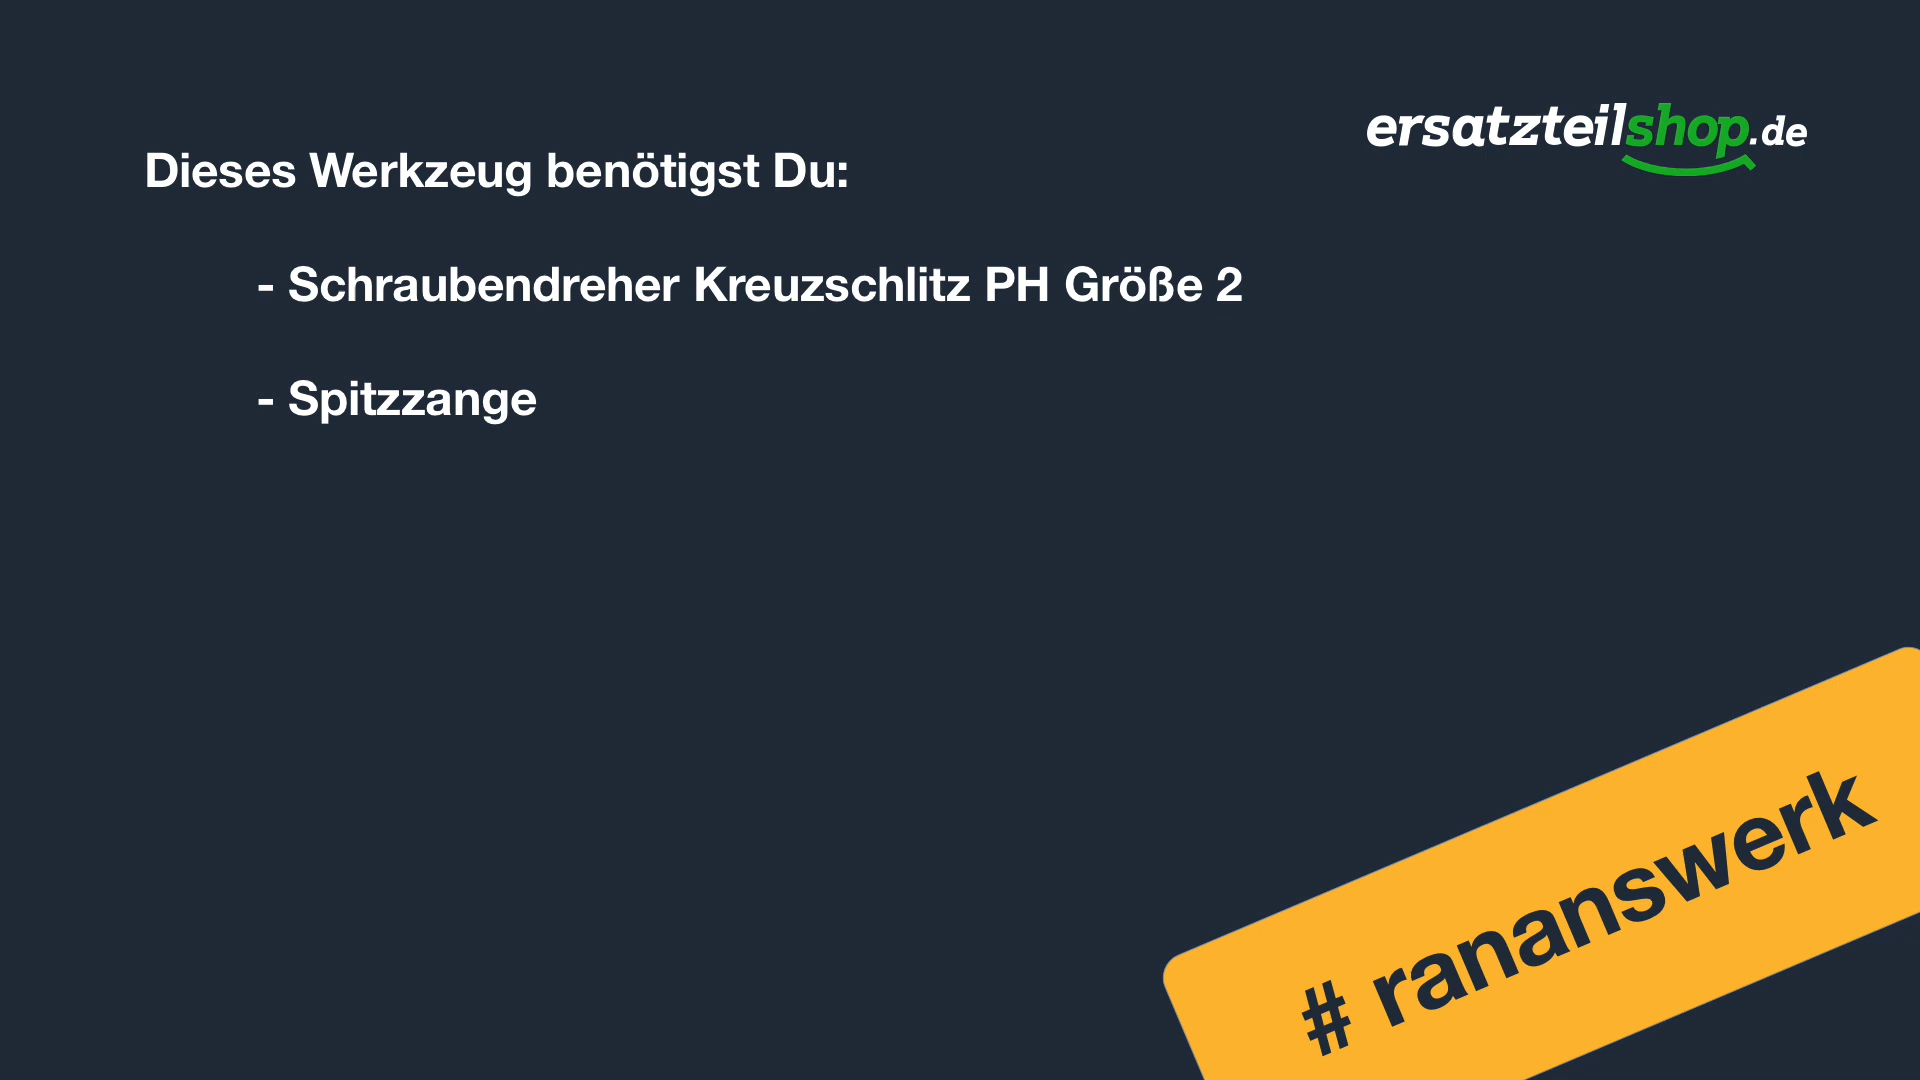 ersatzteilshop.de
Dieses Werkzeug benötigst Du:
- Schraubendreher Kreuzschlitz PH Größe 2
- Spitzzange
# rananswerk